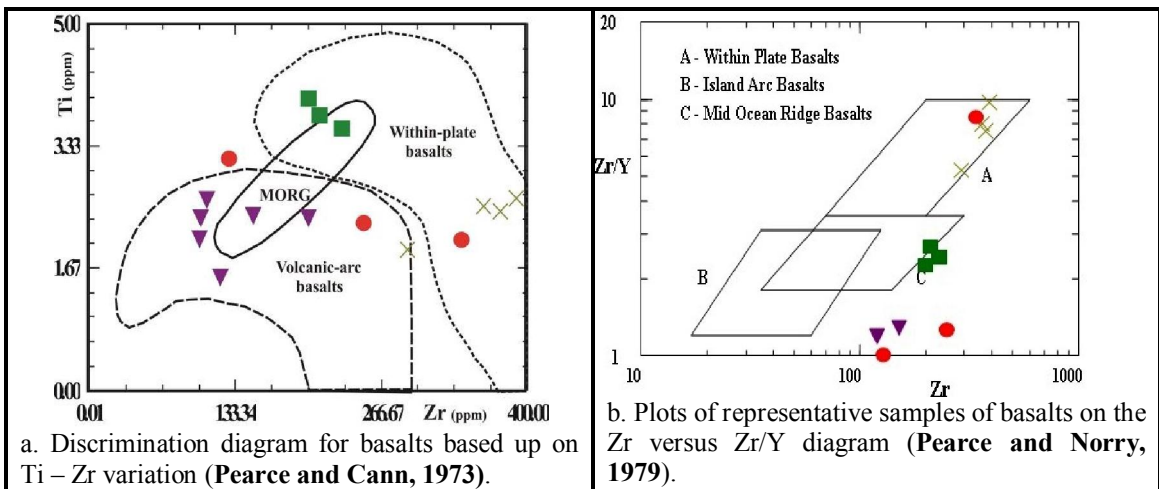 5.00
Ti (ppm)
3.33
Within-plate
basalts
MORG
1.67
Volcanic-arc
basalts
0.00
0.01
133.34
266.67
Zr (ppm)
400.00
a. Discrimination diagram for basalts based up on
Ti – Zr variation (Pearce and Cann, 1973).
20
A - Within Plate Basalts
B - Island Arc Basalts
C - Mid Ocean Ridge Basalts
10
Zr/Y
A
B
C
1
10
100
Zr
1000
b. Plots of representative samples of basalts on the
Zr versus Zr/Y diagram (Pearce and Norry,
1979).